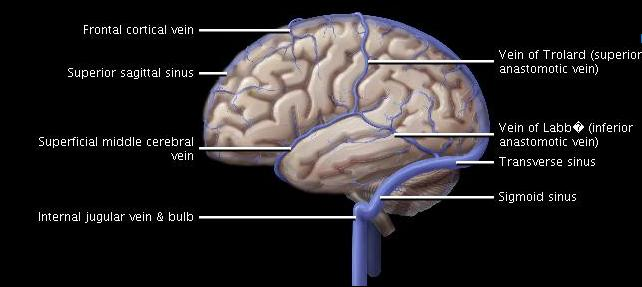 Frontal cortical vein
Superior sagittal sinus
Superficial middle cerebral
vein
Internal jugular vein & bulb
Vein of Trolard (superior
anastomotic vein)
Vein of Labb� (inferior
anastomotic vein)
Transverse sinus
Sigmoid sinus